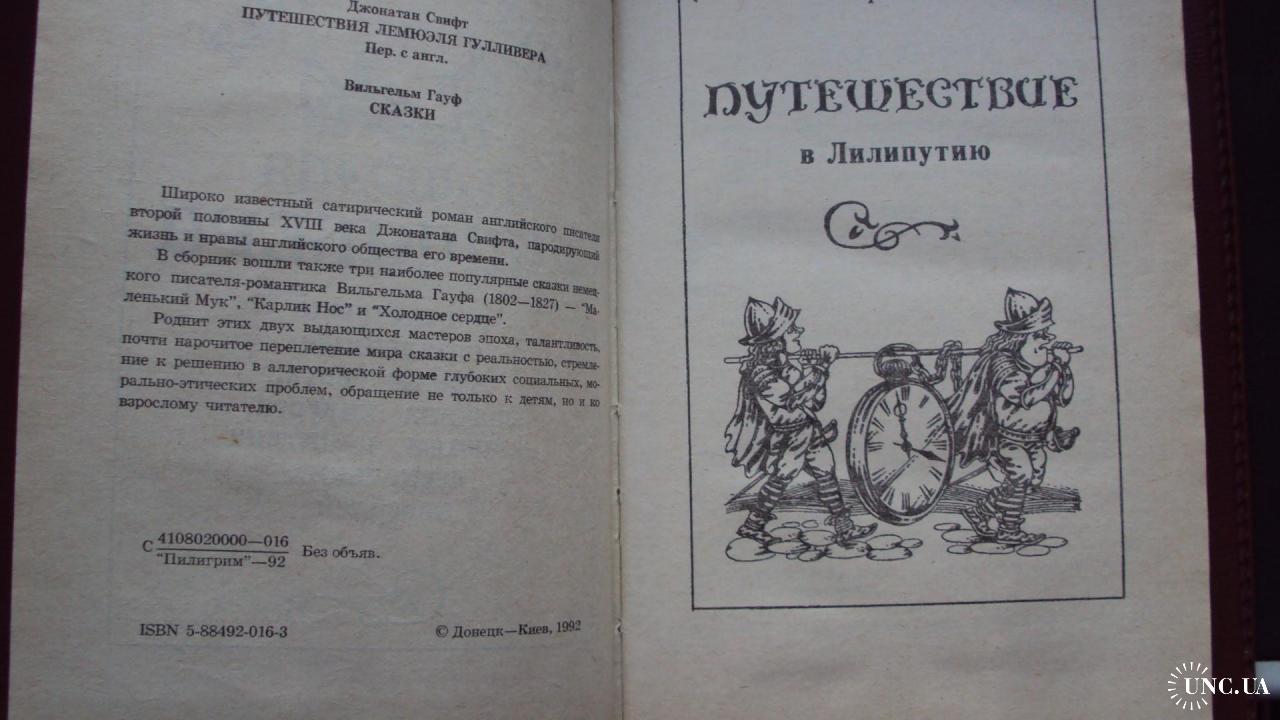 Джонатан Свифт
ПУТЕШЕСТВИЯ ЛЕМЮЭЛЯ ГУЛЛИВЕРА
Пер. с англ.
Вильгельм Гауф
СКАЗКИ
Широко известный сатирический роман английского писателя
второй половины XVIII века Джонатана Свифта, пародирующий
жизнь и нравы английского общества его времени.
В сборник вошли также три наиболее популярные сказки немец-
кого писателя-романтика Вильгельма Гауфа (1802—1827) — "Ма-
ленький Мук", "Карлик Нос" и "Холодное сердце".
Роднит этих двух выдающихся мастеров эпоха, талантливость,
почти нарочитое переплетение мира сказки с реальностью, стремле-
ние к решению в аллегорической форме глубоких социальных, мо-
рально-этических проблем, обращение не только к детям, но и ко
взрослому читателю.
С 4108020000—016
"Пилигрим"—92 Без объяв.
ISBN 5-88492-016-3
© Донецк—Киев, 1992
ПУТЕШЕСТВИЕ
в Лилипутию
UNC.UA